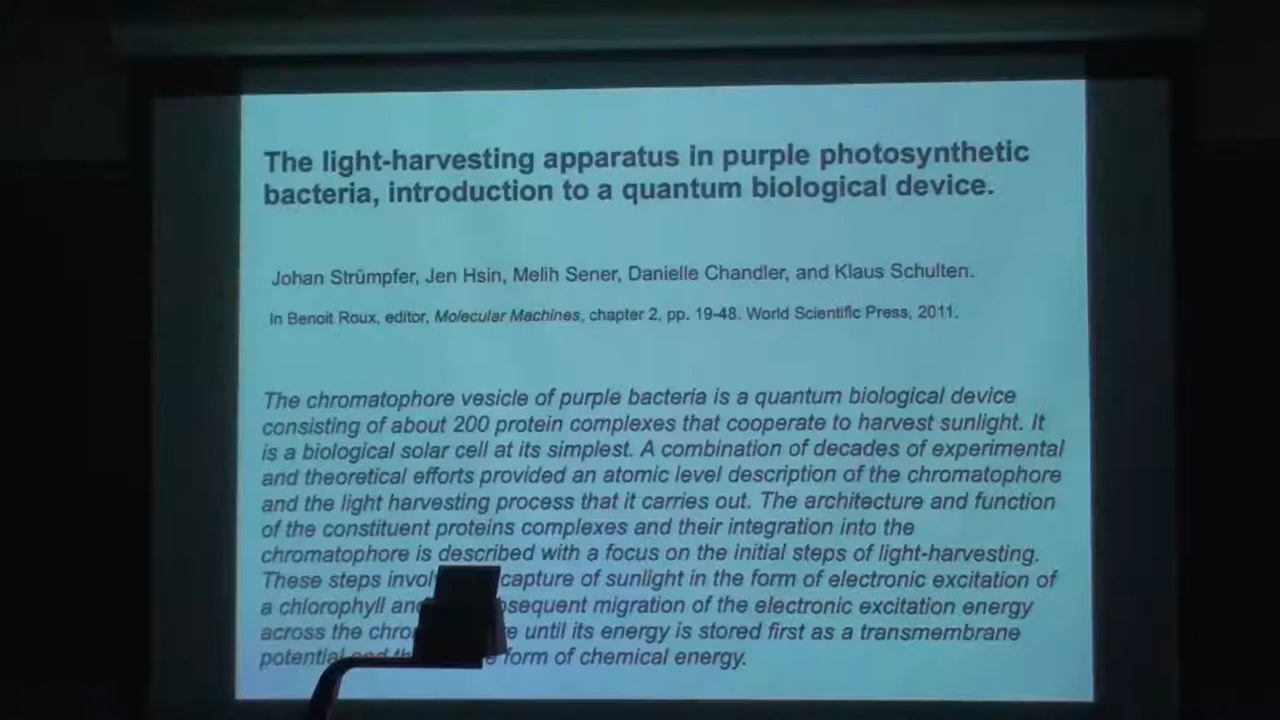 The light-harvesting apparatus in purple photosynthetic
bacteria, introduction to a quantum biological device.
Johan Strümpfer, Jen Hsin, Melih Sener, Danielle Chandler, and Klaus Schulten.
In Benoit Roux, editor, Molecular Machines, chapter 2, pp. 19-48. World Scientific Press, 2011.
The chromatophore vesicle of purple bacteria is a quantum biological device
consisting of about 200 protein complexes that cooperate to harvest sunlight. It
is a biological solar cell at its simplest. A combination of decades of experimental
and theoretical efforts provided an atomic level description of the chromatophore
and the light harvesting process that it carries out. The architecture and function
of the constituent proteins complexes and their integration into the
chromatophore is described with a focus on the initial steps of light-harvesting.
These steps capture of sunlight in the form of electronic excitation of
a chlorophyll migration of the electronic excitation energy
across the until its energy is stored first as a transmembrane
potential form of chemical energy.